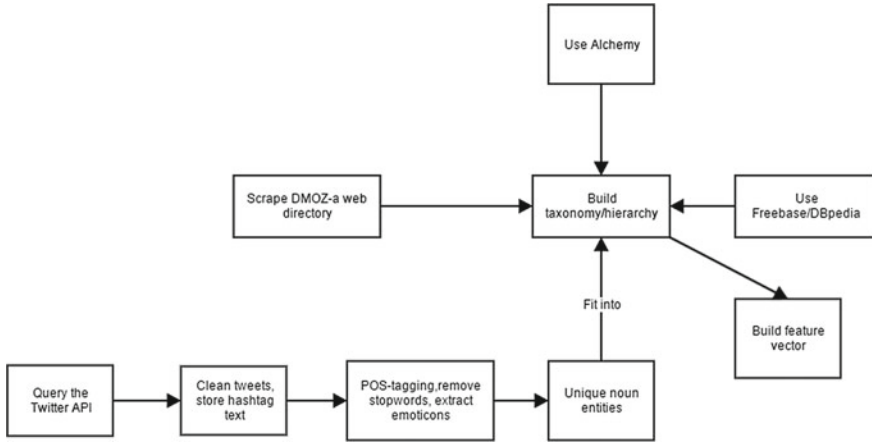 Use Alchemy
Scrape DMOZ-a web
directory
Build
taxonomy/hierarchy
Use
Freebase/DBpedia
Fit into
Build feature
vector
Query the
Twitter API
Clean tweets,
store hashtag
text
POS-tagging,remove
stopwords, extract
emoticons
Unique noun
entities